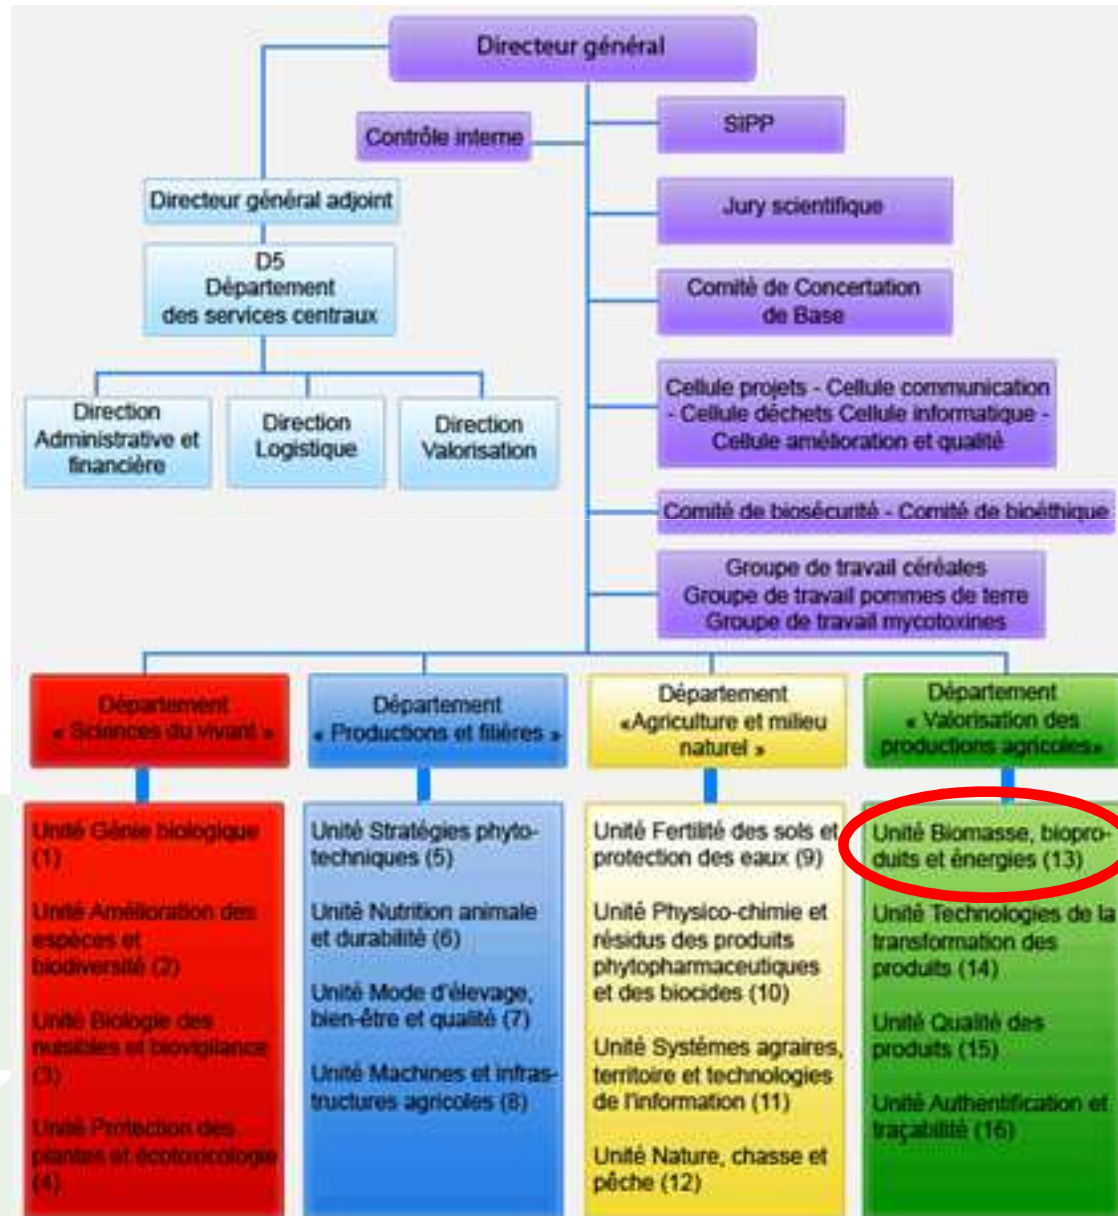 Directeur général
Contrôle interne
SIPP
Directeur général adjoint
Jury scientifique
D5
Département
des services centraux
Comité de Concertation
de Base
Direction
Administrative et
financière
Direction
Logistique
Direction
Valorisation
Cellule projets - Cellule communication
- Cellule déchets Cellule informatique -
Cellule amélioration et qualité
Comité de biosécurité - Comité de bioéthique
Groupe de travail céréales
Groupe de travail pommes de terre
Groupe de travail mycotoxines
Département
« Sciences du vivant »
Département
« Productions et filières »
Département
«Agriculture et milieu
naturel »
Département
« Valorisation des
productions agricoles»
Unité Génie biologique
(1)
Unité Amélioration des
espèces et
biodiversité (2)
Unité Biologie des
nuisibles et biovigilance
(3)
Unité Protection des
plantes et écotoxicologie
(4)
Unité Stratégies phyto-
techniques (5)
Unité Nutrition animale
et durabilité (6)
Unité Mode d'élevage,
bien-être et qualité (7)
Unité Machines et infras-
tructures agricoles (8)
Unité Fertilité des sols et
protection des eaux (9)
Unité Physico-chimie et
résidus des produits
phytopharmaceutiques
et des biocides (10)
Unité Systèmes agraires,
territoire et technologies
de l'information (11)
Unité Nature, chasse et
pêche (12)
Unité Biomasse, biopro-
duits et énergies (13)
Unité Technologies de la
transformation des
produits (14)
Unité Qualité des
produits (15)
Unité Authentification et
traçabilité (16)